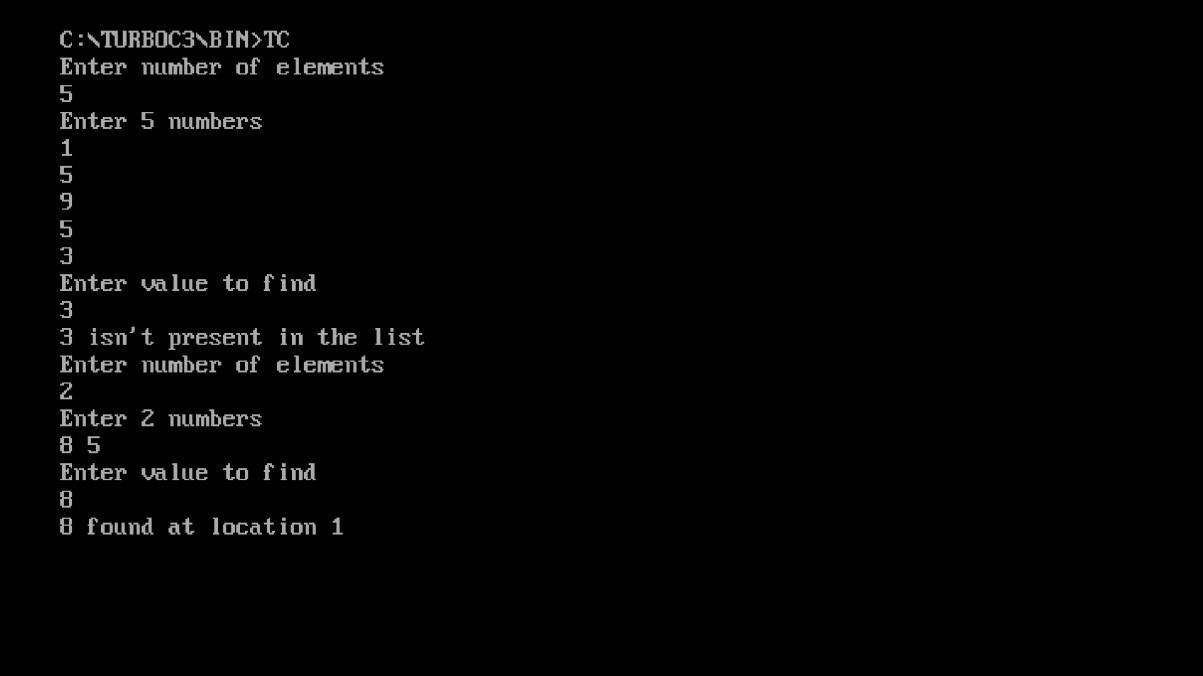 C:\TURBOC3\BIN>TC
Enter number of elements
5
Enter 5 numbers
1
5
9
5
3
Enter value to find
3
3 isn't present in the list
Enter number of elements
2
Enter 2 numbers
8 5
Enter value to find
8
8 found at location 1